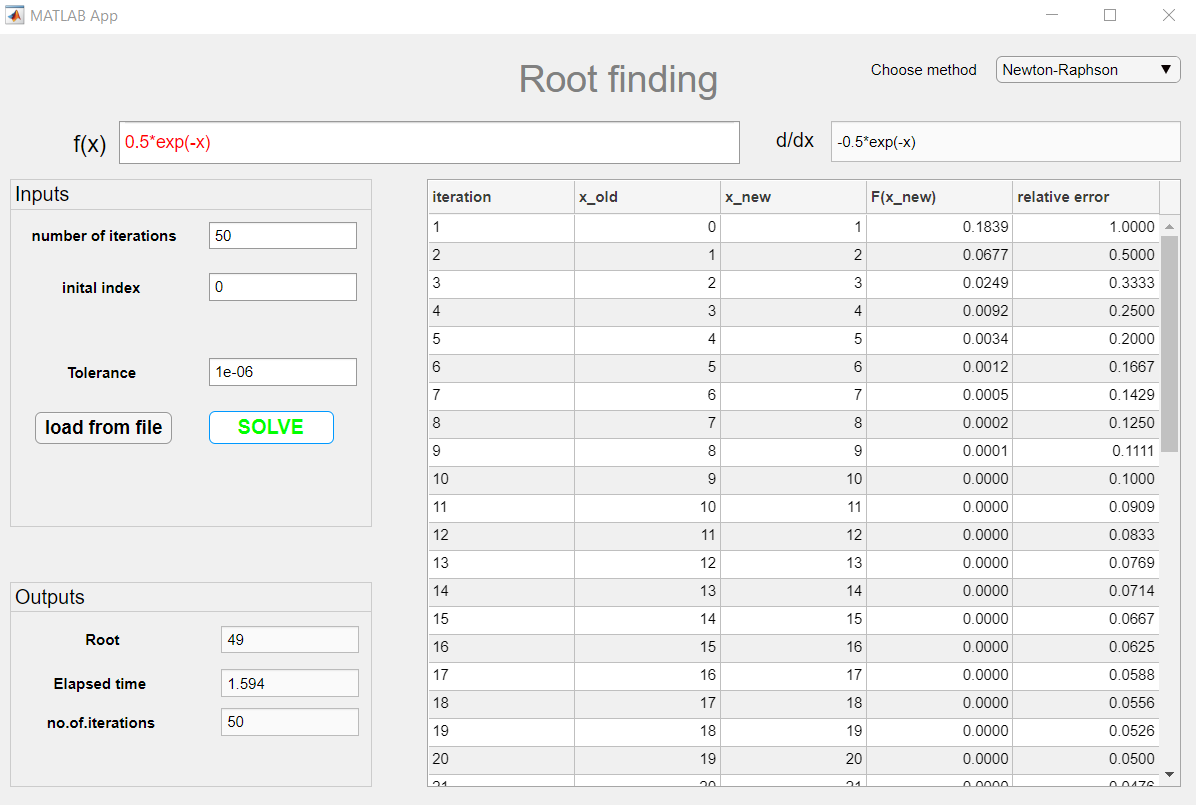 MATLAB App
Root finding
Choose method Newton-Raphson
f(x) 0.5*exp(-x) d/dx -0.5*exp(-x)
Inputs
number of iterations 50
inital index 0
Tolerance 1e-06
load from file SOLVE
Outputs
Root 49
Elapsed time 1.594
no.of.iterations 50
iteration x_old x_new F(x_new) relative error
1 0 1 0.1839 1.0000
2 1 2 0.0677 0.5000
3 2 3 0.0249 0.3333
4 3 4 0.0092 0.2500
5 4 5 0.0034 0.2000
6 5 6 0.0012 0.1667
7 6 7 0.0005 0.1429
8 7 8 0.0002 0.1250
9 8 9 0.0001 0.1111
10 9 10 0.0000 0.1000
11 10 11 0.0000 0.0909
12 11 12 0.0000 0.0833
13 12 13 0.0000 0.0769
14 13 14 0.0000 0.0714
15 14 15 0.0000 0.0667
16 15 16 0.0000 0.0625
17 16 17 0.0000 0.0588
18 17 18 0.0000 0.0556
19 18 19 0.0000 0.0526
20 19 20 0.0000 0.0500
21 20 21 0.0000 0.0476